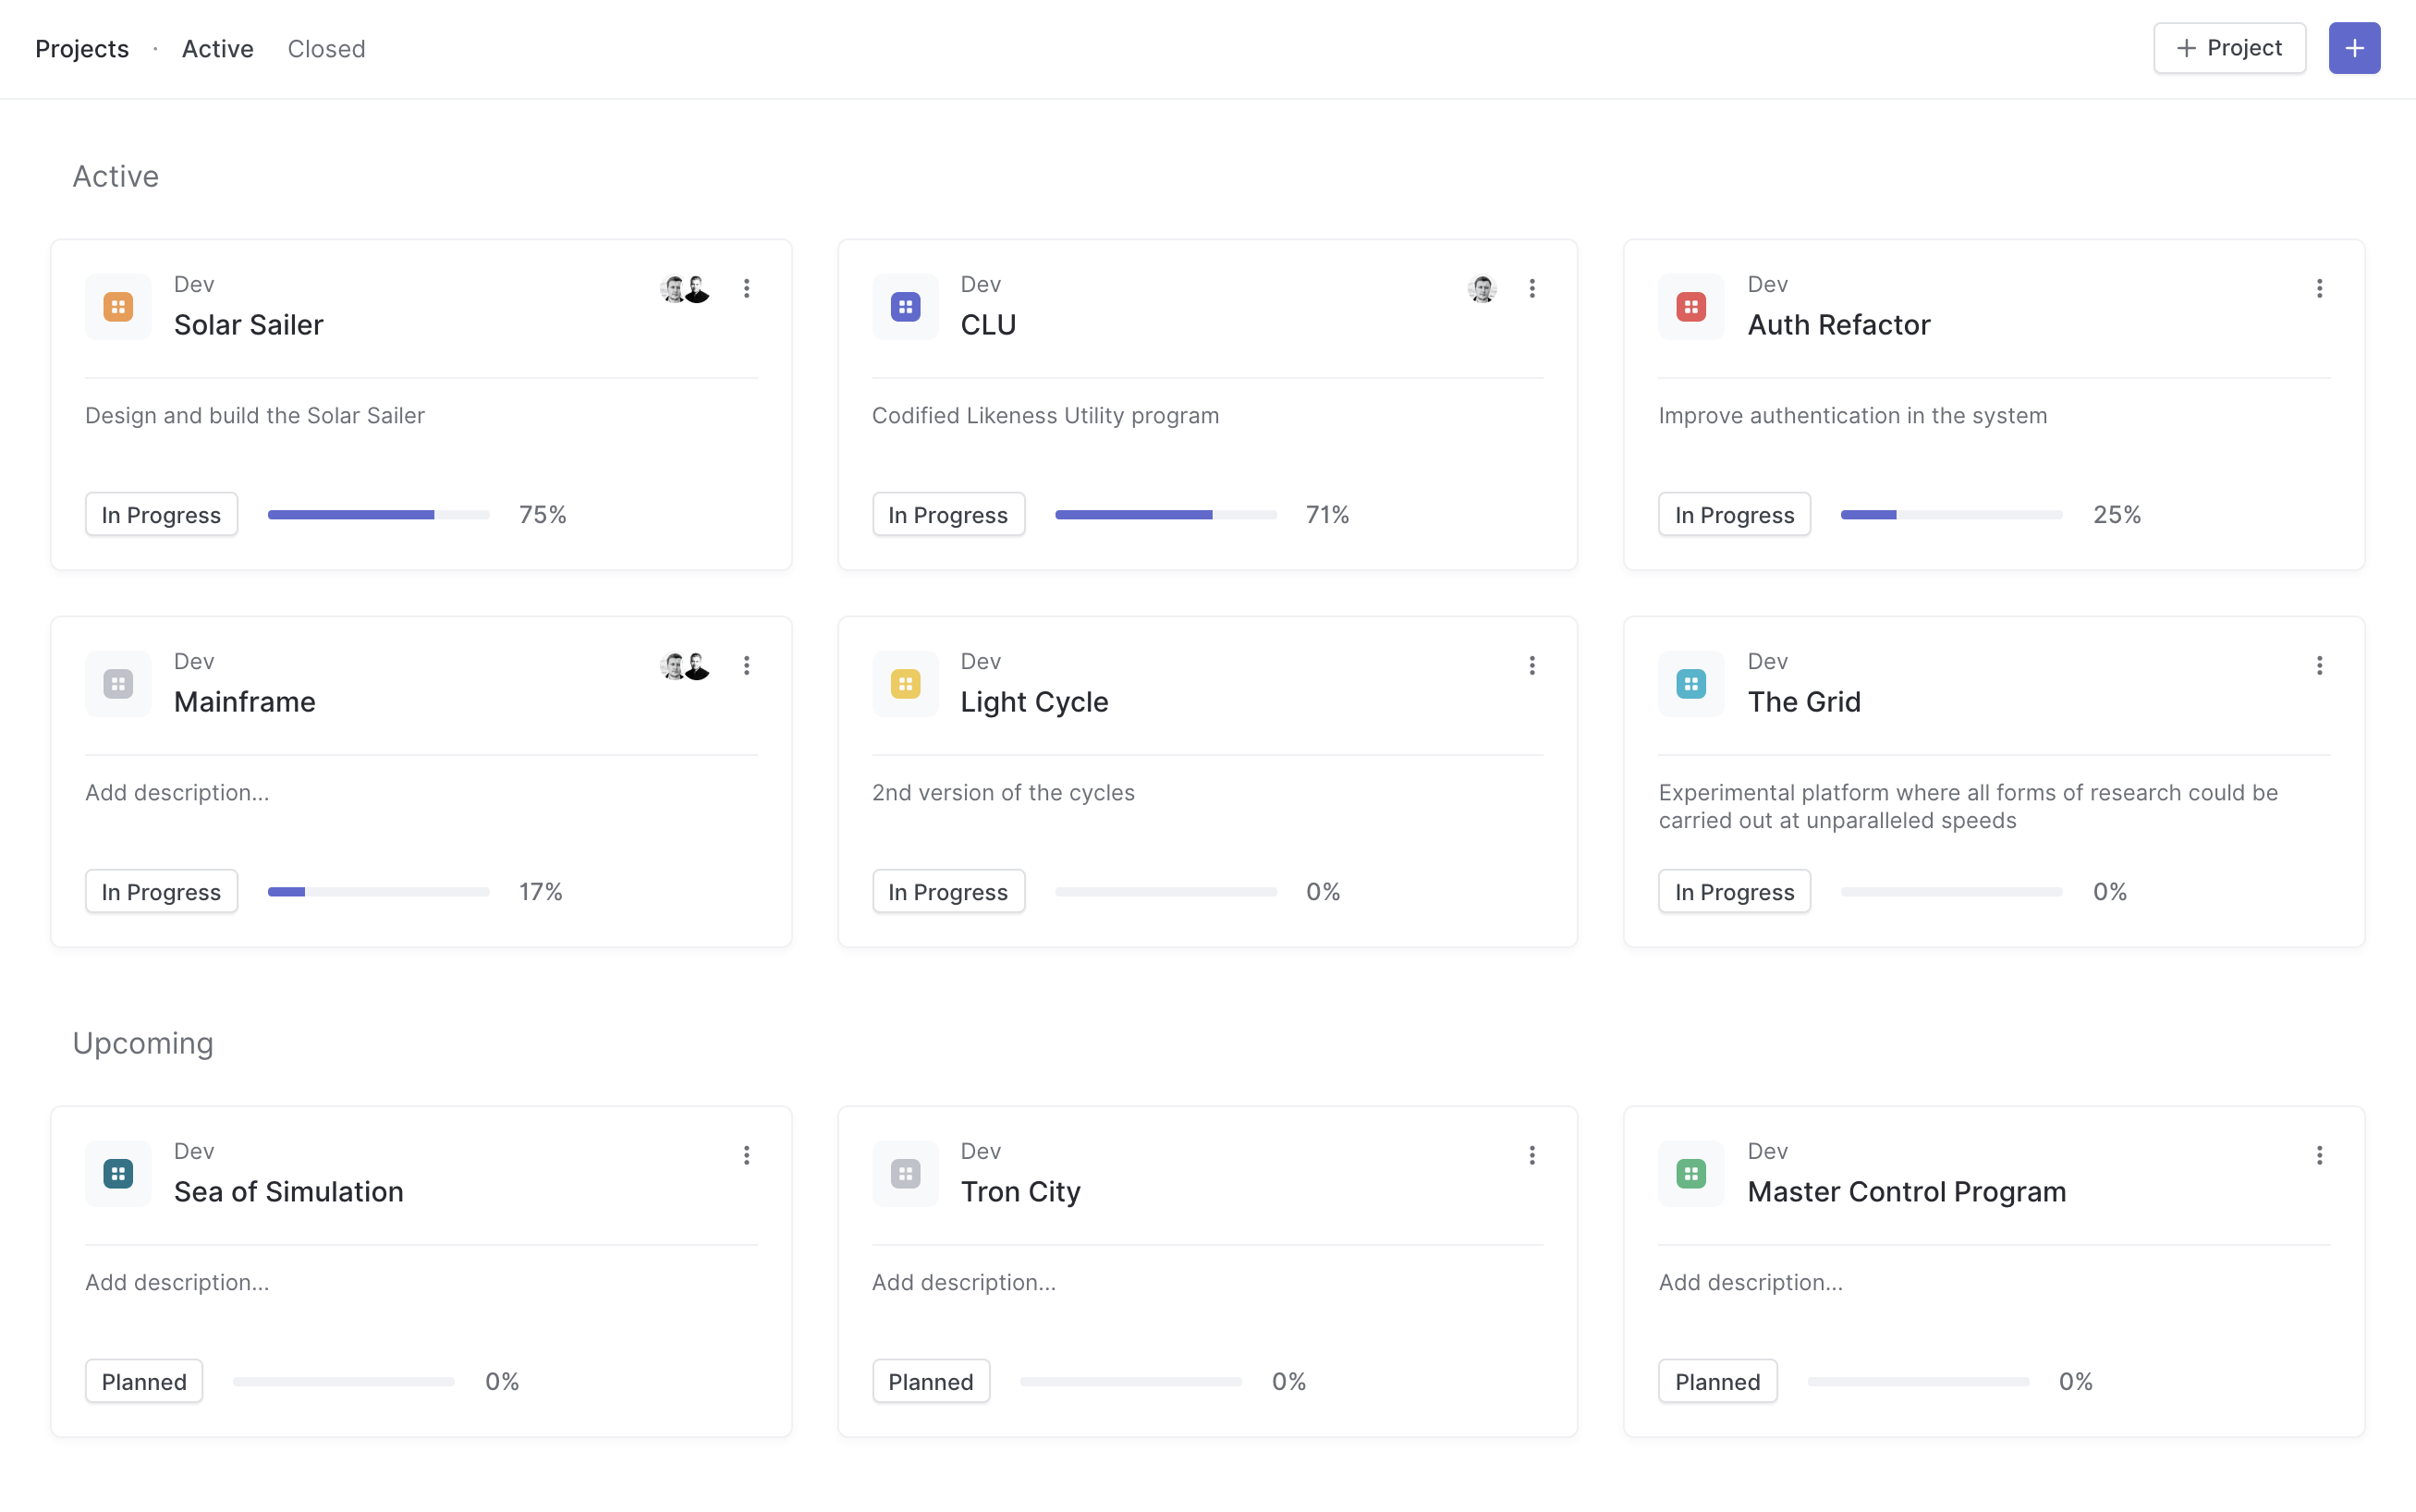 Projects · Active Closed
+ Project
Active
Dev
Solar Sailer
Design and build the Solar Sailer
In Progress 75%
Dev
CLU
Codified Likeness Utility program
In Progress 71%
Dev
Auth Refactor
Improve authentication in the system
In Progress 25%
Dev
Mainframe
Add description...
In Progress 17%
Dev
Light Cycle
2nd version of the cycles
In Progress 0%
Dev
The Grid
Experimental platform where all forms of research could be
carried out at unparalleled speeds
In Progress 0%
Upcoming
Dev
Sea of Simulation
Add description...
Planned 0%
Dev
Tron City
Add description...
Planned 0%
Dev
Master Control Program
Add description...
Planned 0%